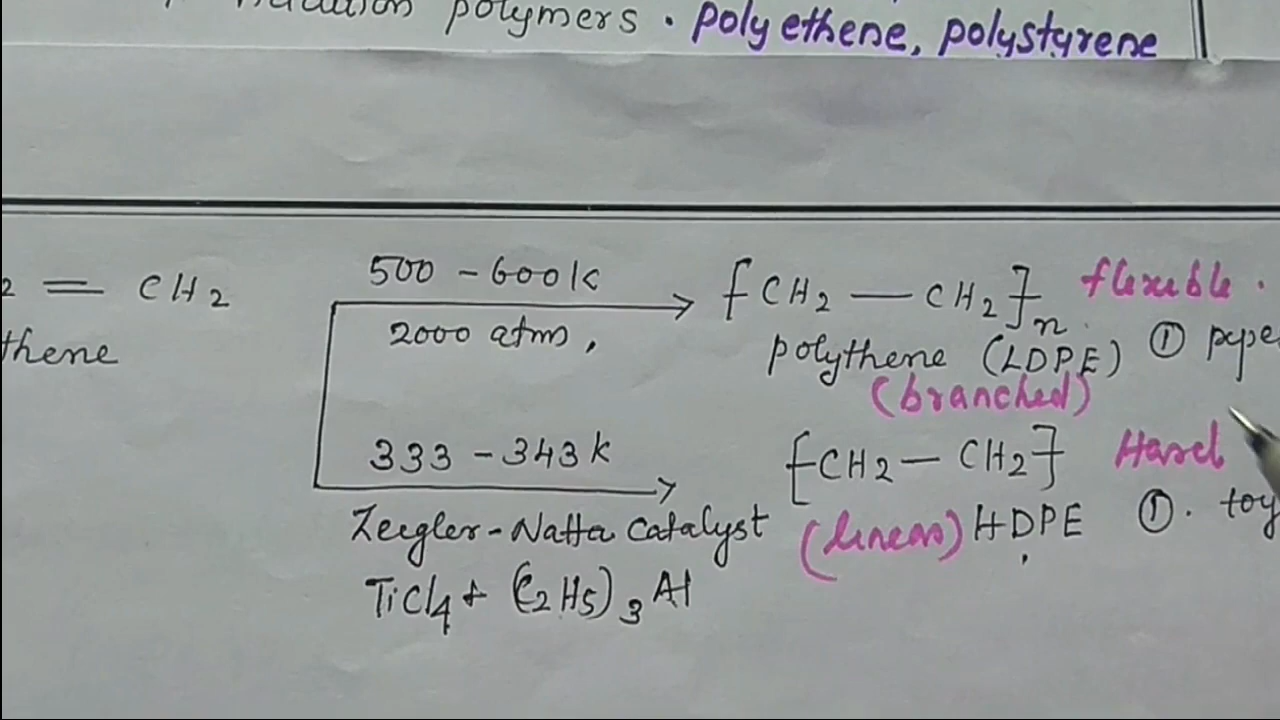 polymers . polyethene, polystyrene
2 = CH2 500 - 600 K [CH2 — CH2]n flexible .
thene 2000 atm, polythene (LDPE) ① pipe
(branched)
333 - 343 K [CH2 — CH2] Hard
Zeigler-Natta Catalyst (linear) HDPE ①. toy
TiCl4 + (C2H5)3 Al